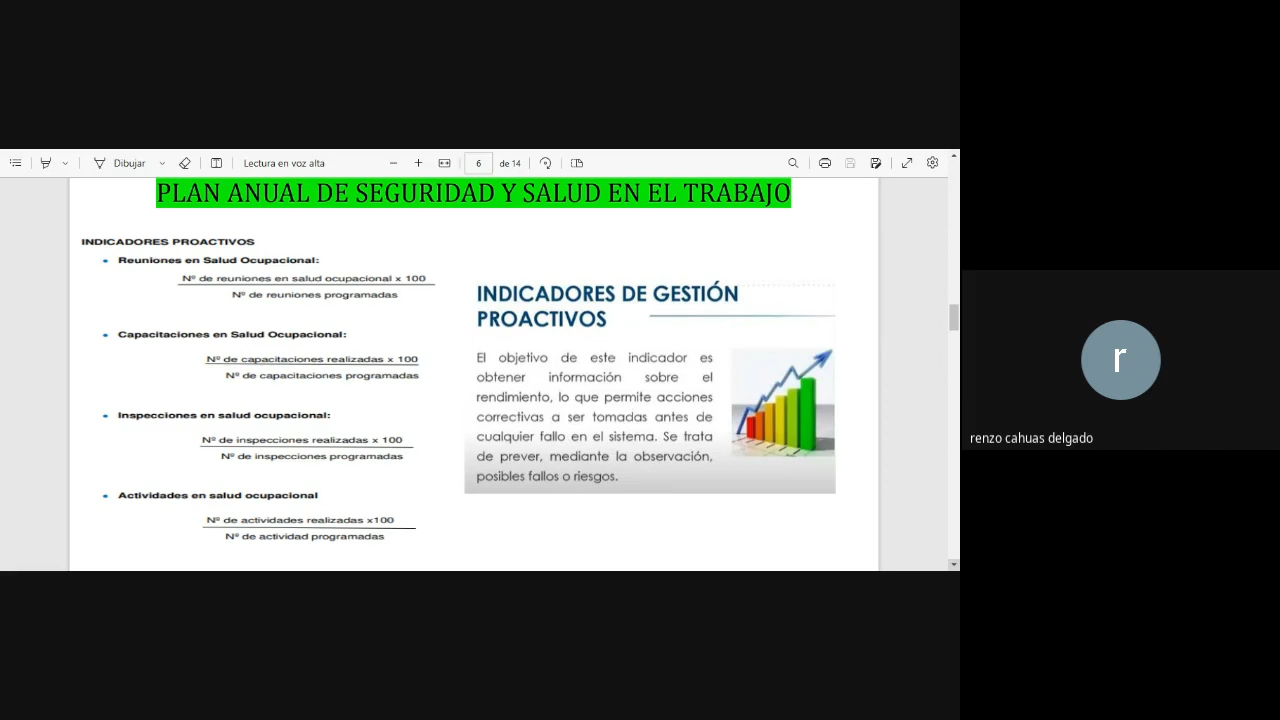 Dibujar
Lectura en voz alta
6 de 14
PLAN ANUAL DE SEGURIDAD Y SALUD EN EL TRABAJO
INDICADORES PROACTIVOS
• Reuniones en Salud Ocupacional:
Nº de reuniones en salud ocupacional x 100
Nº de reuniones programadas
• Capacitaciones en Salud Ocupacional:
Nº de capacitaciones realizadas x 100
Nº de capacitaciones programadas
• Inspecciones en salud ocupacional:
Nº de inspecciones realizadas x 100
Nº de inspecciones programadas
• Actividades en salud ocupacional
Nº de actividades realizadas x100
Nº de actividad programadas
INDICADORES DE GESTIÓN
PROACTIVOS
El objetivo de este indicador es
obtener información sobre el
rendimiento, lo que permite acciones
correctivas a ser tomadas antes de
cualquier fallo en el sistema. Se trata
de prever, mediante la observación,
posibles fallos o riesgos.
r
renzo cahuas delgado